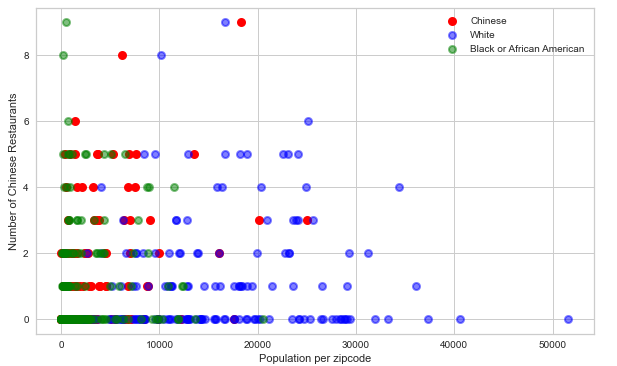 Chinese
White
Black or African American
Number of Chinese Restaurants
8
6
4
2
0
0
10000
20000
30000
40000
50000
Population per zipcode